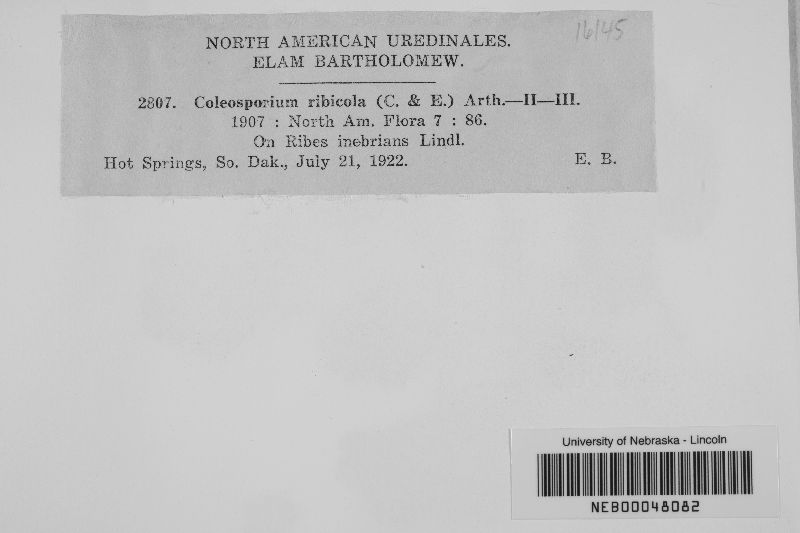 16145
NORTH AMERICAN UREDINALES.
ELAM BARTHOLOMEW.
2807. Coleosporium ribicola (C. & E.) Arth.—II—III.
1907 : North Am. Flora 7 : 86.
On Ribes inebrians Lindl.
Hot Springs, So. Dak., July 21, 1922. E. B.
University of Nebraska - Lincoln
NEB00048082